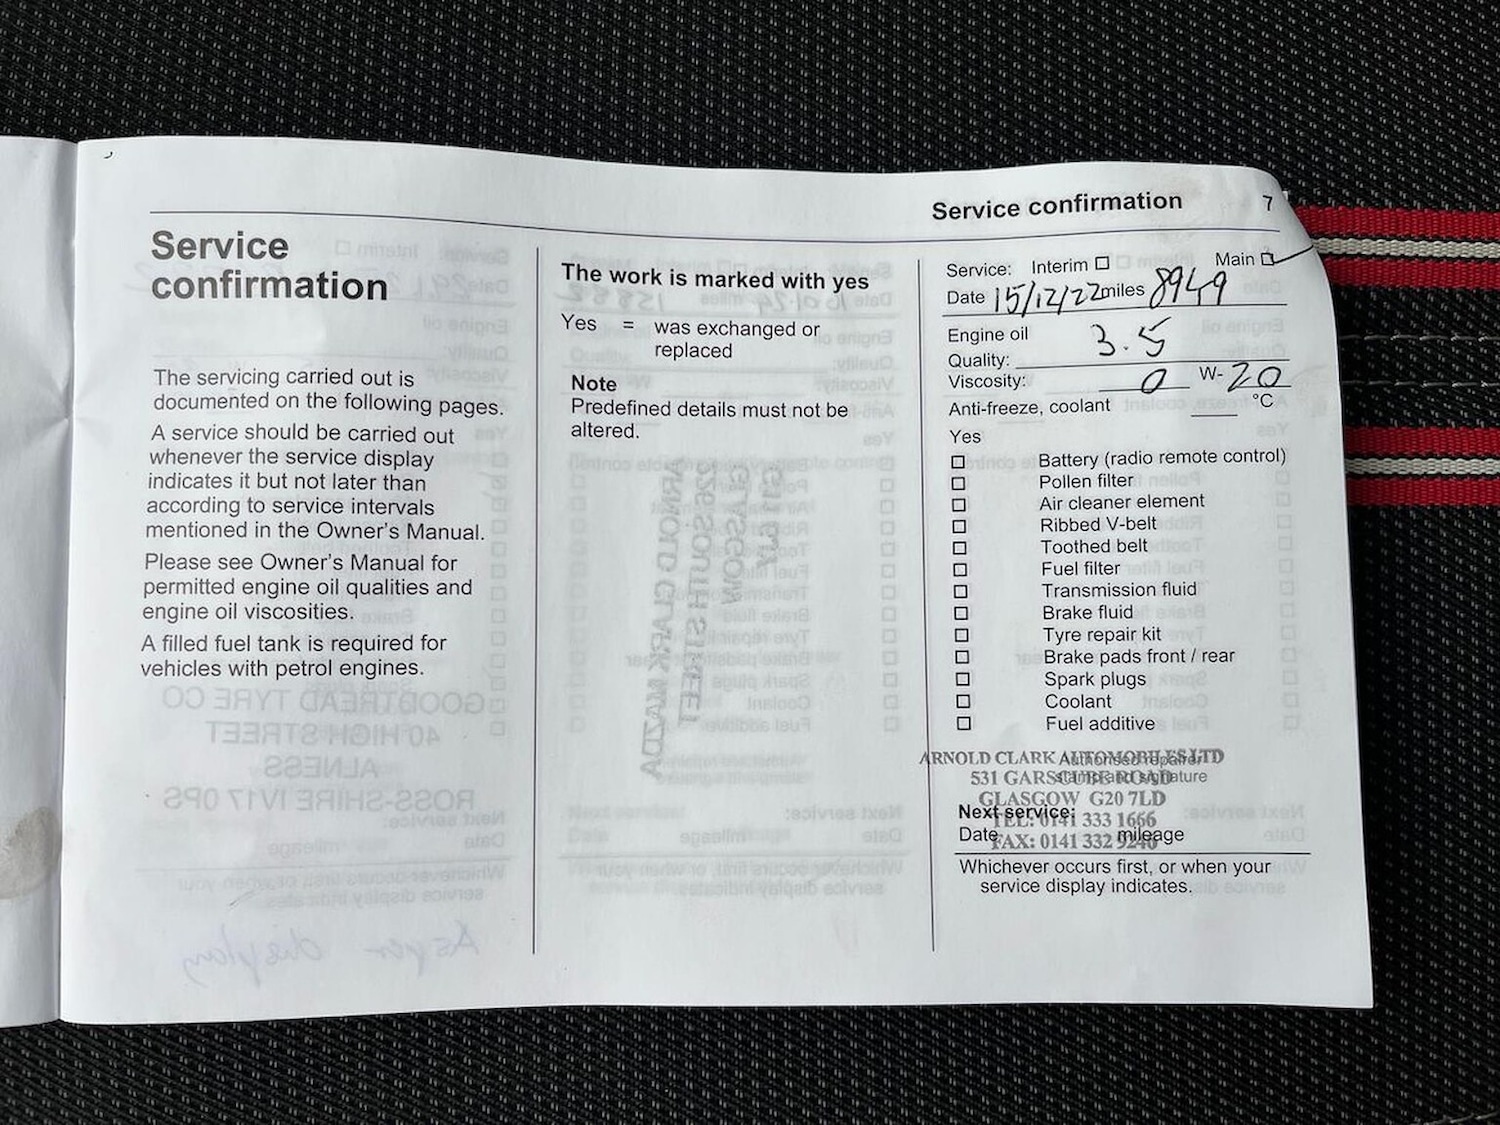 Service confirmation 7
Service
confirmation
The servicing carried out is
documented on the following pages.
A service should be carried out
whenever the service display
indicates it but not later than
according to service intervals
mentioned in the Owner's Manual.
Please see Owner's Manual for
permitted engine oil qualities and
engine oil viscosities.
A filled fuel tank is required for
vehicles with petrol engines.
The work is marked with yes
Yes = was exchanged or
replaced
Note
Predefined details must not be
altered.
Service: Interim Main
Date 15/12/22 miles 8949
Engine oil 3.5
Quality:
Viscosity: 0 W- 20
Anti-freeze, coolant °C
Yes
Battery (radio remote control)
Pollen filter
Air cleaner element
Ribbed V-belt
Toothed belt
Fuel filter
Transmission fluid
Brake fluid
Tyre repair kit
Brake pads front / rear
Spark plugs
Coolant
Fuel additive
Authorised repairer
stamp and signature
ARNOLD CLARK AUTOMOBILES LTD
531 GARSCUBE ROAD
GLASGOW G20 7LD
TEL: 0141 333 1666
FAX: 0141 332 9240
Next service:
Date mileage
Whichever occurs first, or when your
service display indicates.